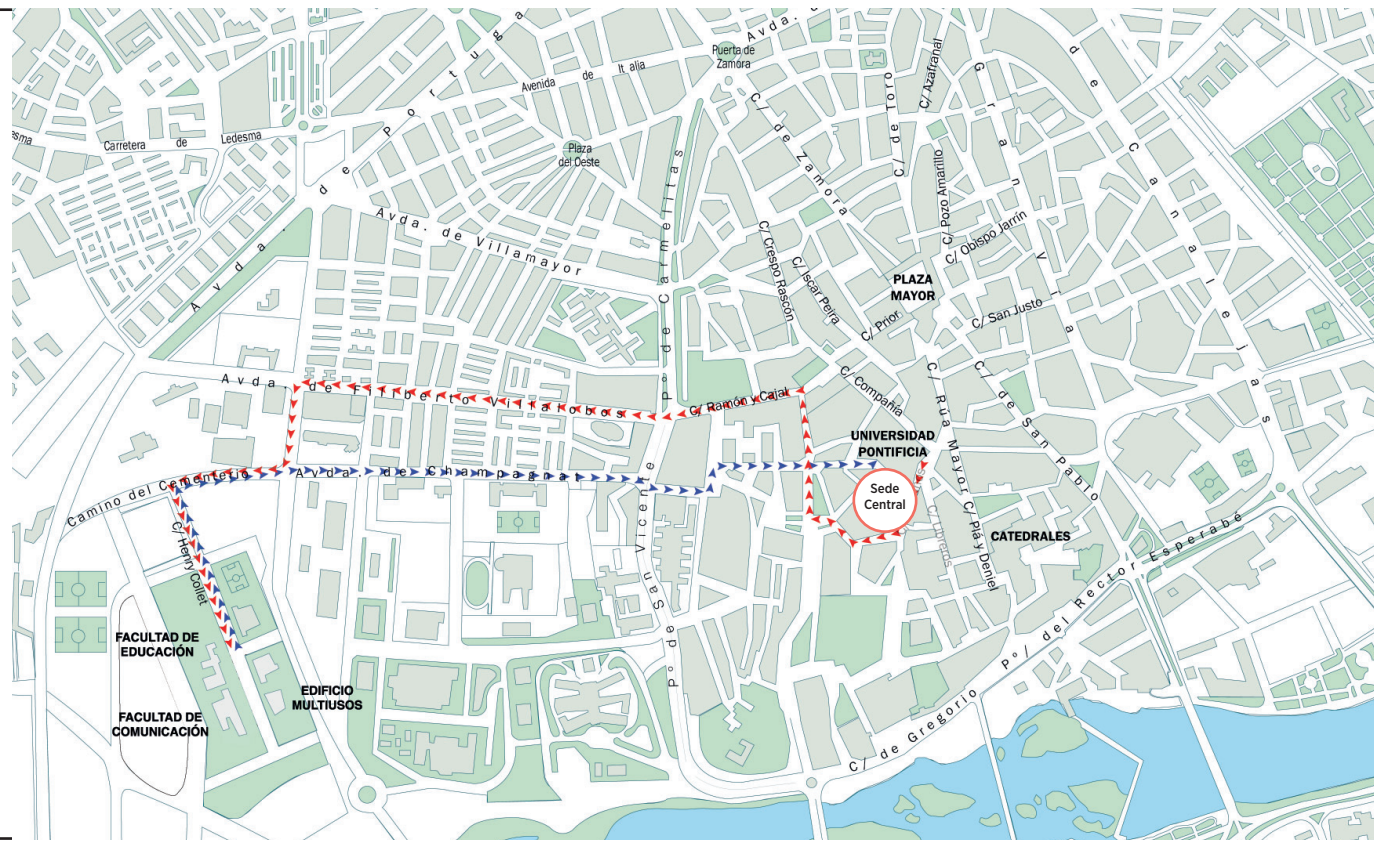 Avda. d
Puerta de
Zamora
Avenida de Italia
C/ Azafranal
G r a n V í a
C/ de Toro
Avda. de Portuga
esma
Carretera de Ledesma
Plaza
del Oeste
C/ de Zamora
C/ Pozo Amarillo
de Canalejas
Avda. de Villamayor
Pº de Carmelitas
C/ Crespo Rascón
C/ Iscar Peira
C/ Obispo Jarrín
PLAZA
MAYOR
C/ Prior
C/ San Justo
Avda. de Filiberto Villalobos
C/ Ramón y Cajal
C/ Compañía
C/ Rúa Mayor
C/ de San Pablo
UNIVERSIDAD
PONTIFICIA
Camino del Cementerio
Avda. de Champagnat
Sede
Central
C/ Libreros
C/ Pla y Deniel
CATEDRALES
C/ Henry Collet
Pº de San Vicente
Pº/ del Rector Esperabé
FACULTAD DE
EDUCACIÓN
EDIFICIO
MULTIUSOS
FACULTAD DE
COMUNICACIÓN
C/ de Gregorio